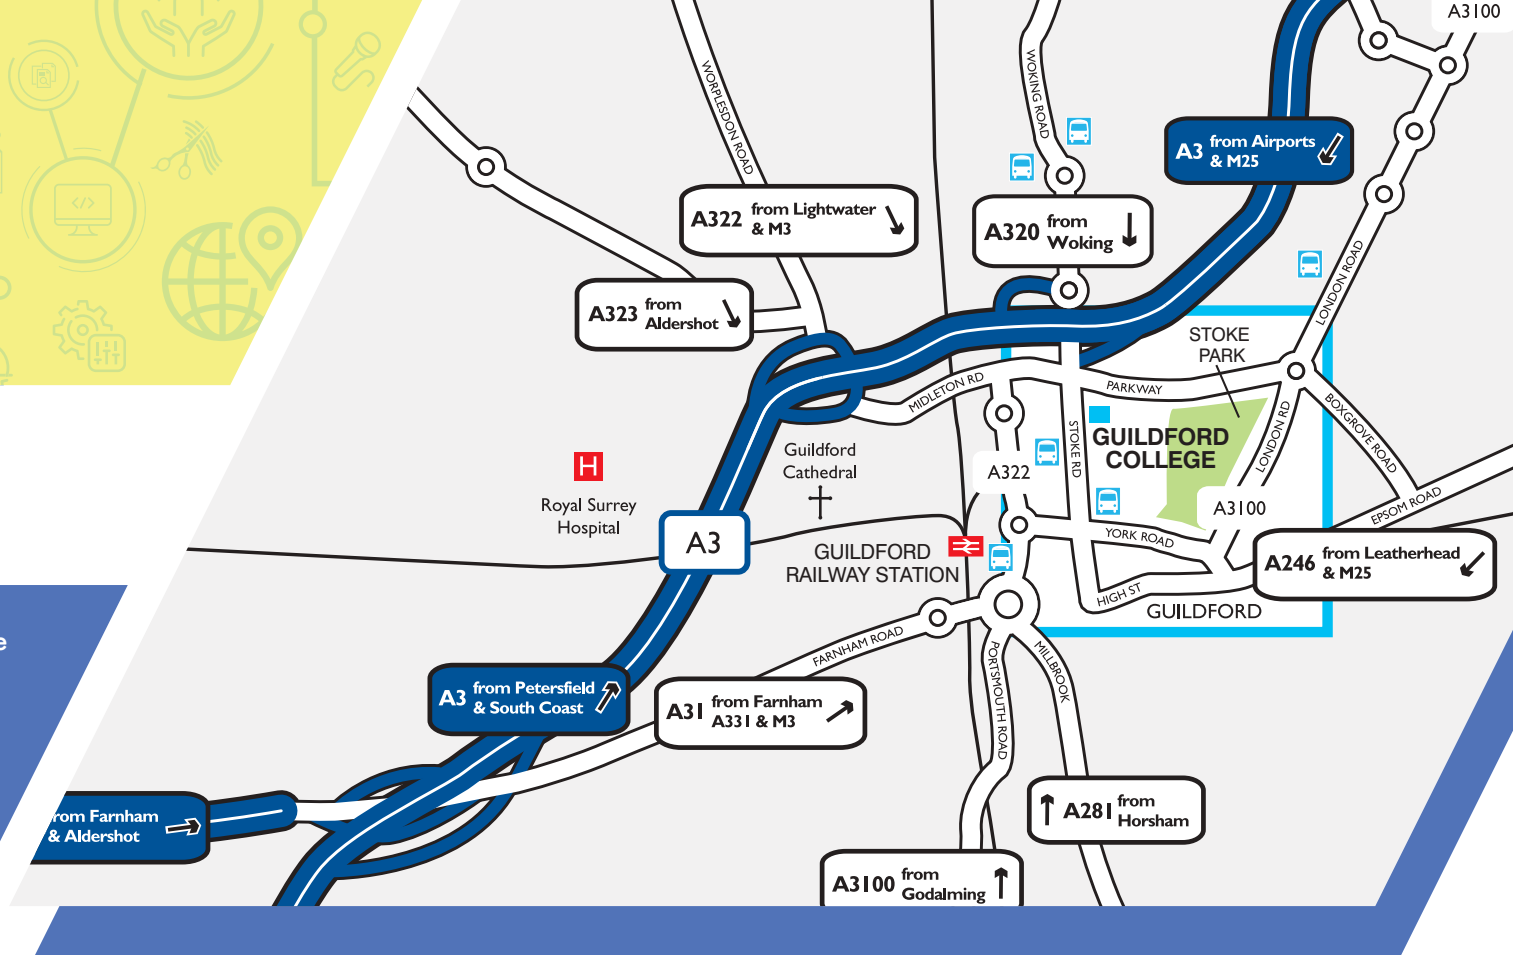 A3100
WORPLESDON ROAD
WOKING ROAD
A3 from Airports
& M25
A322 from Lightwater
& M3
A320 from
Woking
LONDON ROAD
A323 from
Aldershot
STOKE
PARK
MIDLETON RD
PARKWAY
BOXGROVE ROAD
LONDON RD
STOKE RD
GUILDFORD
COLLEGE
Guildford
Cathedral
H
A322
Royal Surrey
Hospital
A3100
EPSOM ROAD
A3
GUILDFORD
RAILWAY STATION
YORK ROAD
A246 from Leatherhead
& M25
HIGH ST
GUILDFORD
FARNHAM ROAD
PORTSMOUTH ROAD
MILLBROOK
e
A3 from Petersfield
& South Coast
A31 from Farnham
A331 & M3
A281 from
Horsham
rom Farnham
& Aldershot
A3100 from
Godalming